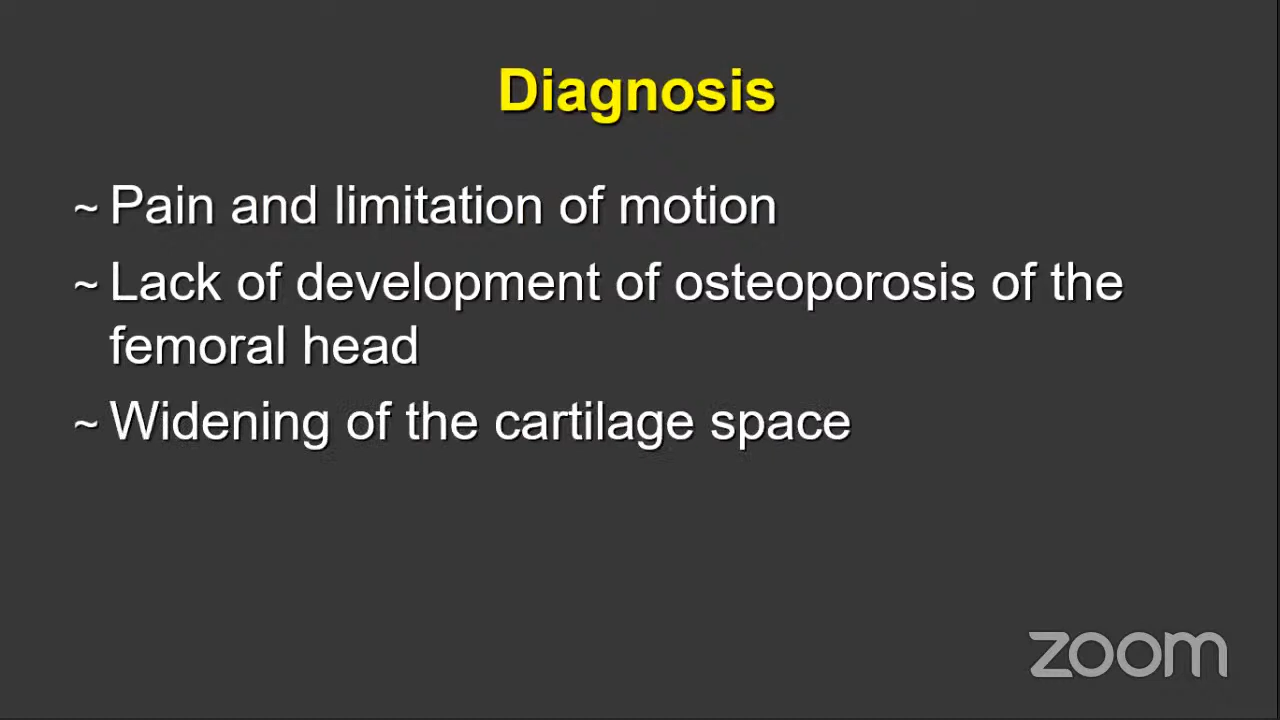 Diagnosis
~ Pain and limitation of motion
~ Lack of development of osteoporosis of the
femoral head
~ Widening of the cartilage space
zoom